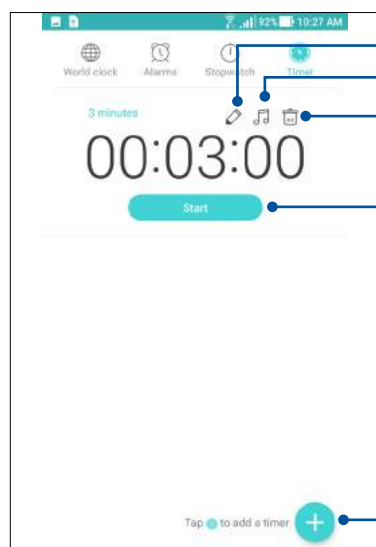 92% 10:27 AM
World clock Alarms Stopwatch Timer
3 minutes
00:03:00
Start
Tap to add a timer